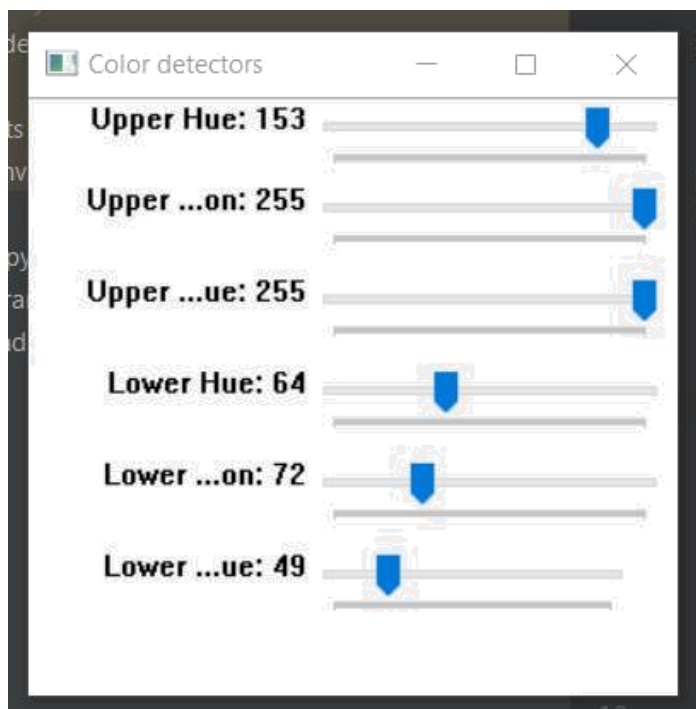 Color detectors
Upper Hue: 153
Upper ...on: 255
Upper ...ue: 255
Lower Hue: 64
Lower ...on: 72
Lower ...ue: 49